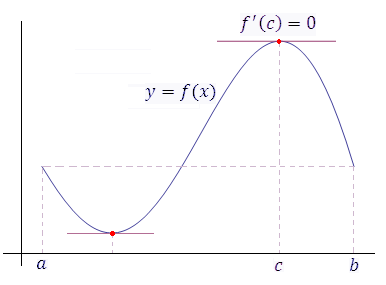 f'(c) = 0
y = f(x)
a
c
b